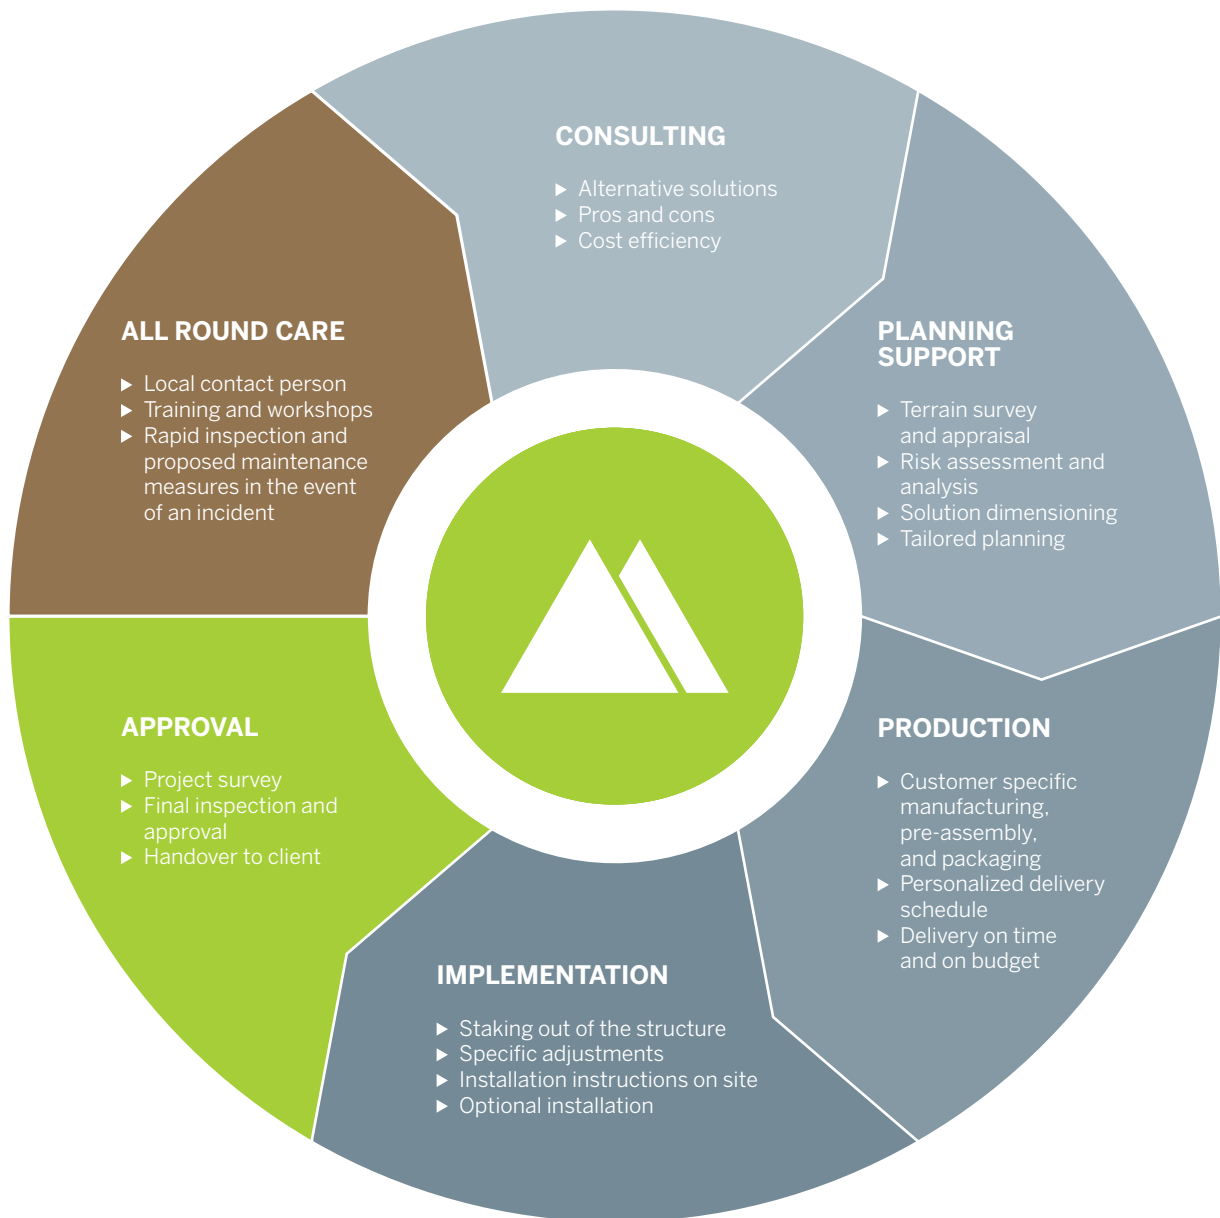 CONSULTING
Alternative solutions
Pros and cons
Cost efficiency
PLANNING
SUPPORT
Terrain survey
and appraisal
Risk assessment and
analysis
Solution dimensioning
Tailored planning
PRODUCTION
Customer specific
manufacturing,
pre-assembly,
and packaging
Personalized delivery
schedule
Delivery on time
and on budget
IMPLEMENTATION
Staking out of the structure
Specific adjustments
Installation instructions on site
Optional installation
APPROVAL
Project survey
Final inspection and
approval
Handover to client
ALL ROUND CARE
Local contact person
Training and workshops
Rapid inspection and
proposed maintenance
measures in the event
of an incident